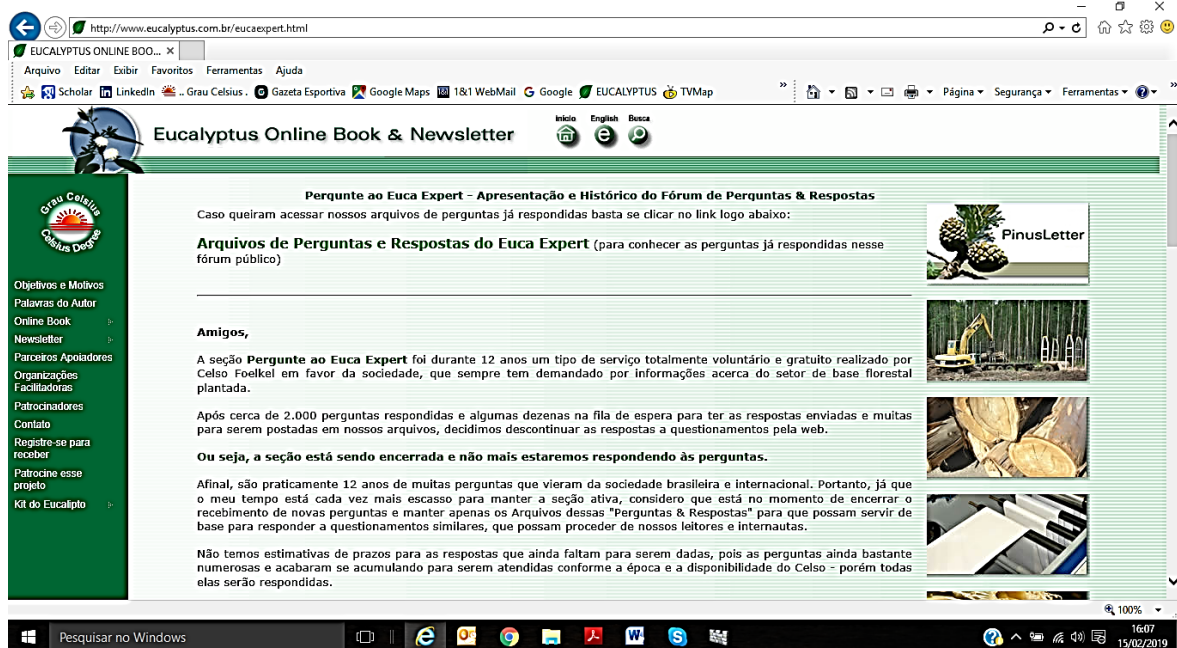 http://www.eucalyptus.com.br/eucaexpert.html
EUCALYPTUS ONLINE BOO...
Arquivo Editar Exibir Favoritos Ferramentas Ajuda
Scholar LinkedIn .. Grau Celsius . Gazeta Esportiva Google Maps 1&1 WebMail Google EUCALYPTUS TVMap » Página Segurança Ferramentas »
Início English Busca
Eucalyptus Online Book & Newsletter
Grau Celsius
Celsius Degree
Objetivos e Motivos
Palavras do Autor
Online Book
Newsletter
Parceiros Apoiadores
Organizações
Facilitadoras
Patrocinadores
Contato
Registre-se para
receber
Patrocine esse
projeto
Kit do Eucalipto
Pergunte ao Euca Expert - Apresentação e Histórico do Fórum de Perguntas & Respostas
Caso queiram acessar nossos arquivos de perguntas já respondidas basta se clicar no link logo abaixo:
Arquivos de Perguntas e Respostas do Euca Expert (para conhecer as perguntas já respondidas nesse
fórum público)
Amigos,
A seção Pergunte ao Euca Expert foi durante 12 anos um tipo de serviço totalmente voluntário e gratuito realizado por
Celso Foelkel em favor da sociedade, que sempre tem demandado por informações acerca do setor de base florestal
plantada.
Após cerca de 2.000 perguntas respondidas e algumas dezenas na fila de espera para ter as respostas enviadas e muitas
para serem postadas em nossos arquivos, decidimos descontinuar as respostas a questionamentos pela web.
Ou seja, a seção está sendo encerrada e não mais estaremos respondendo às perguntas.
Afinal, são praticamente 12 anos de muitas perguntas que vieram da sociedade brasileira e internacional. Portanto, já que
o meu tempo está cada vez mais escasso para manter a seção ativa, considero que está no momento de encerrar o
recebimento de novas perguntas e manter apenas os Arquivos dessas "Perguntas & Respostas" para que possam servir de
base para responder a questionamentos similares, que possam proceder de nossos leitores e internautas.
Não temos estimativas de prazos para as respostas que ainda faltam para serem dadas, pois as perguntas ainda bastante
numerosas e acabaram se acumulando para serem atendidas conforme a época e a disponibilidade do Celso - porém todas
elas serão respondidas.
PinusLetter
100%
Pesquisar no Windows
16:07
15/02/2019